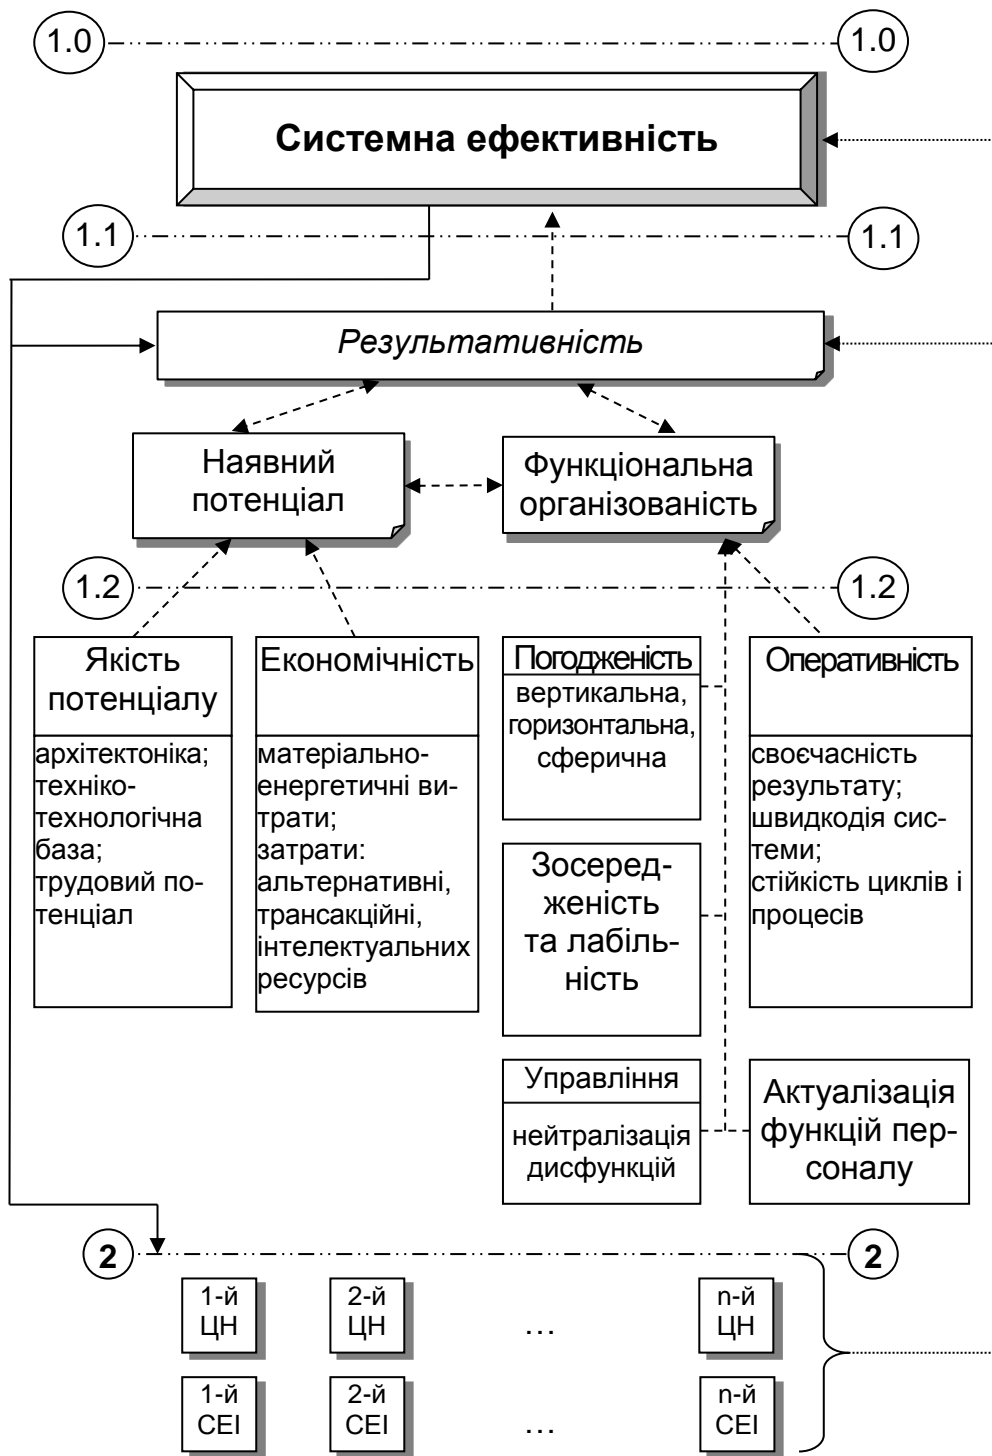 1.0
1.0
Системна ефективність
1.1
1.1
Результативність
Наявний
потенціал
Функціональна
організованість
1.2
1.2
Якість
потенціалу
архітектоніка;
техніко-
технологічна
база;
трудовий по-
тенціал
Економічність
матеріально-
енергетичні ви-
трати;
затрати:
альтернативні,
трансакційні,
інтелектуальних
ресурсів
Погодженість
вертикальна,
горизонтальна,
сферична
Оперативність
своєчасність
результату;
швидкодія сис-
теми;
стійкість циклів і
процесів
Зосеред-
женість
та лабіль-
ність
Управління
нейтралізація
дисфункцій
Актуалізація
функцій пер-
соналу
2
2
1-й
ЦН
2-й
ЦН
...
n-й
ЦН
1-й
СЕІ
2-й
СЕІ
...
n-й
СЕІ